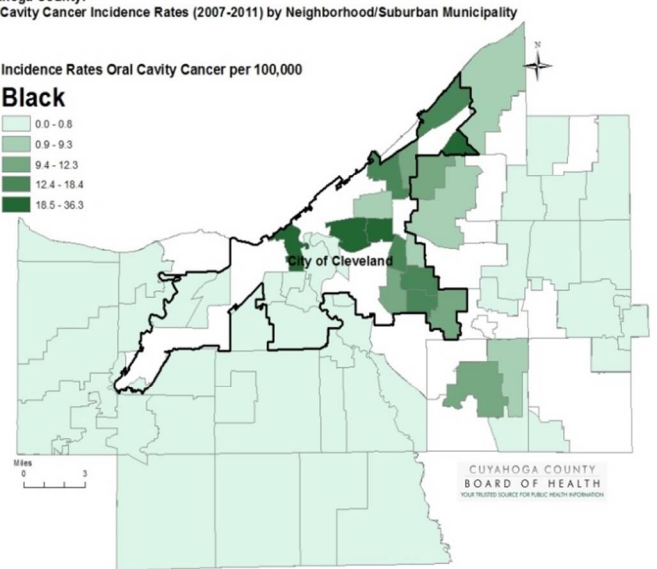 Cavity Cancer Incidence Rates (2007-2011) by Neighborhood/Suburban Municipality
Incidence Rates Oral Cavity Cancer per 100,000
Black
0.0 - 0.8
0.9 - 9.3
9.4 - 12.3
12.4 - 18.4
18.5 - 36.3
N
City of Cleveland
Miles
0 3
CUYAHOGA COUNTY
BOARD OF HEALTH
YOUR TRUSTED SOURCE FOR PUBLIC HEALTH INFORMATION